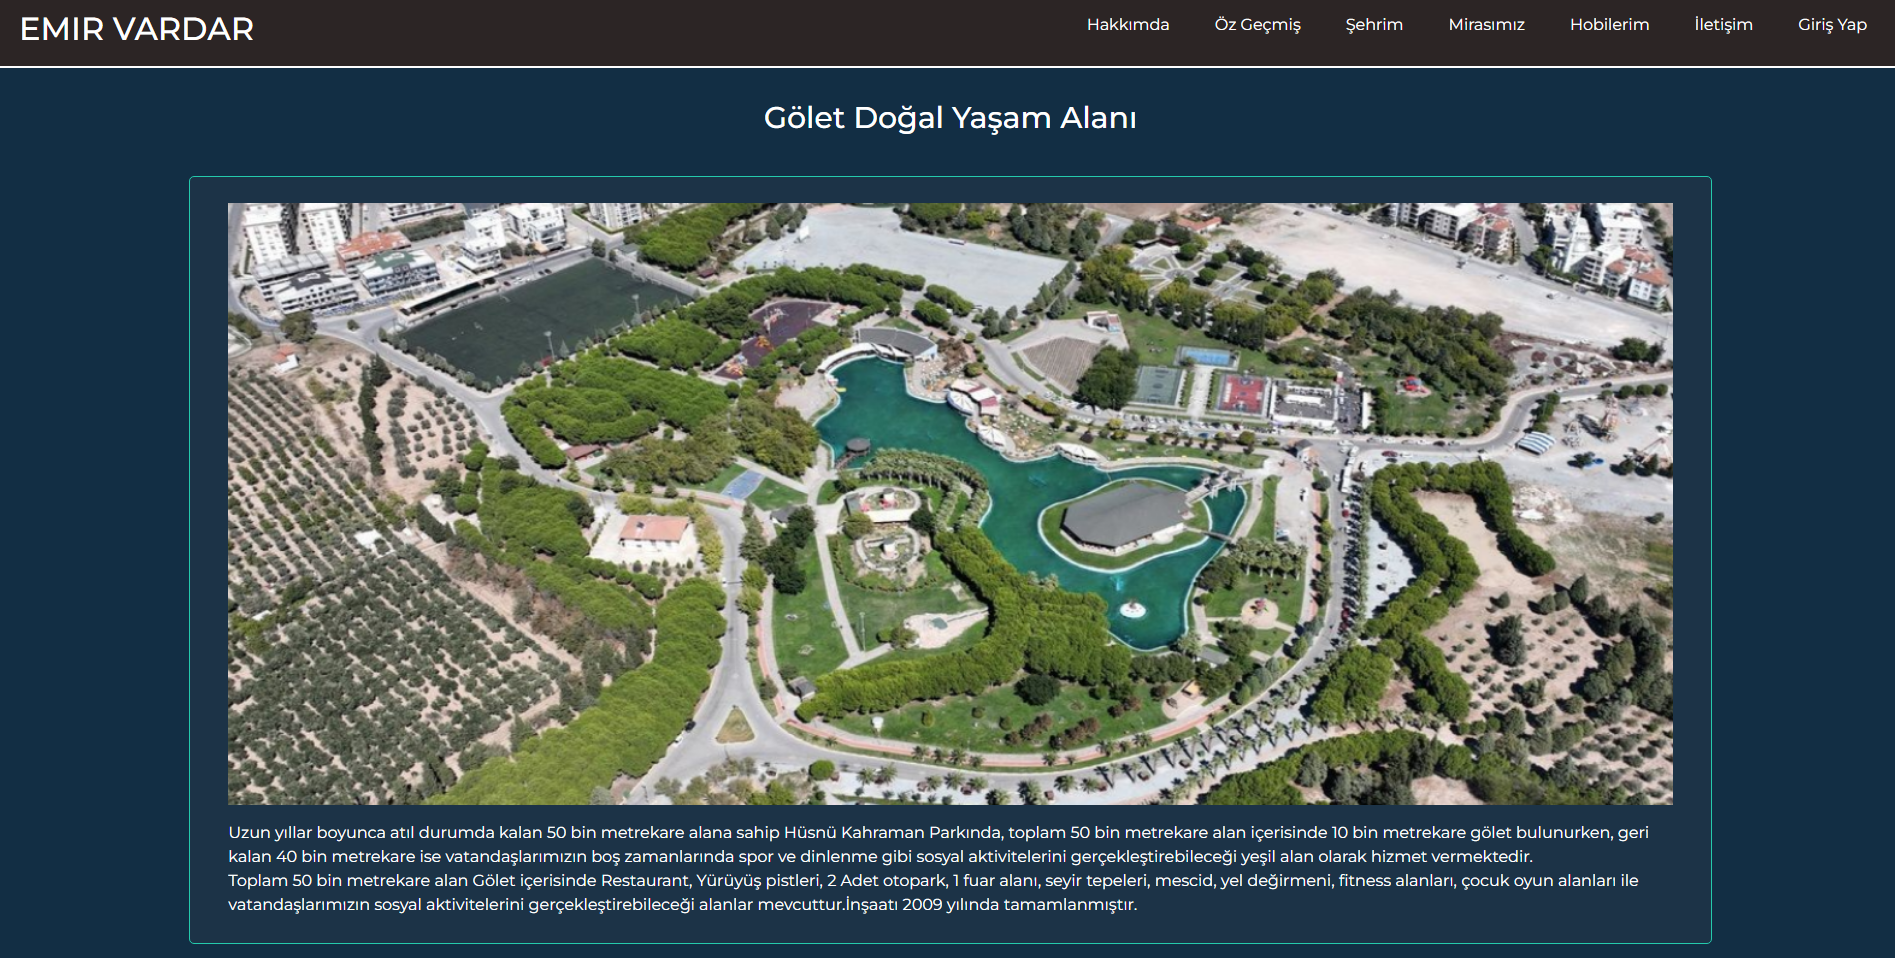 EMIR VARDAR
Hakkımda Öz Geçmiş Şehrim Mirasımız Hobilerim İletişim Giriş Yap
Gölet Doğal Yaşam Alanı
Uzun yıllar boyunca atıl durumda kalan 50 bin metrekare alana sahip Hüsnü Kahraman Parkında, toplam 50 bin metrekare alan içerisinde 10 bin metrekare gölet bulunurken, geri
kalan 40 bin metrekare ise vatandaşlarımızın boş zamanlarında spor ve dinlenme gibi sosyal aktivitelerini gerçekleştirebileceği yeşil alan olarak hizmet vermektedir.
Toplam 50 bin metrekare alan Gölet içerisinde Restaurant, Yürüyüş pistleri, 2 Adet otopark, 1 fuar alanı, seyir tepeleri, mescid, yel değirmeni, fitness alanları, çocuk oyun alanları ile
vatandaşlarımızın sosyal aktivitelerini gerçekleştirebileceği alanlar mevcuttur.İnşaatı 2009 yılında tamamlanmıştır.